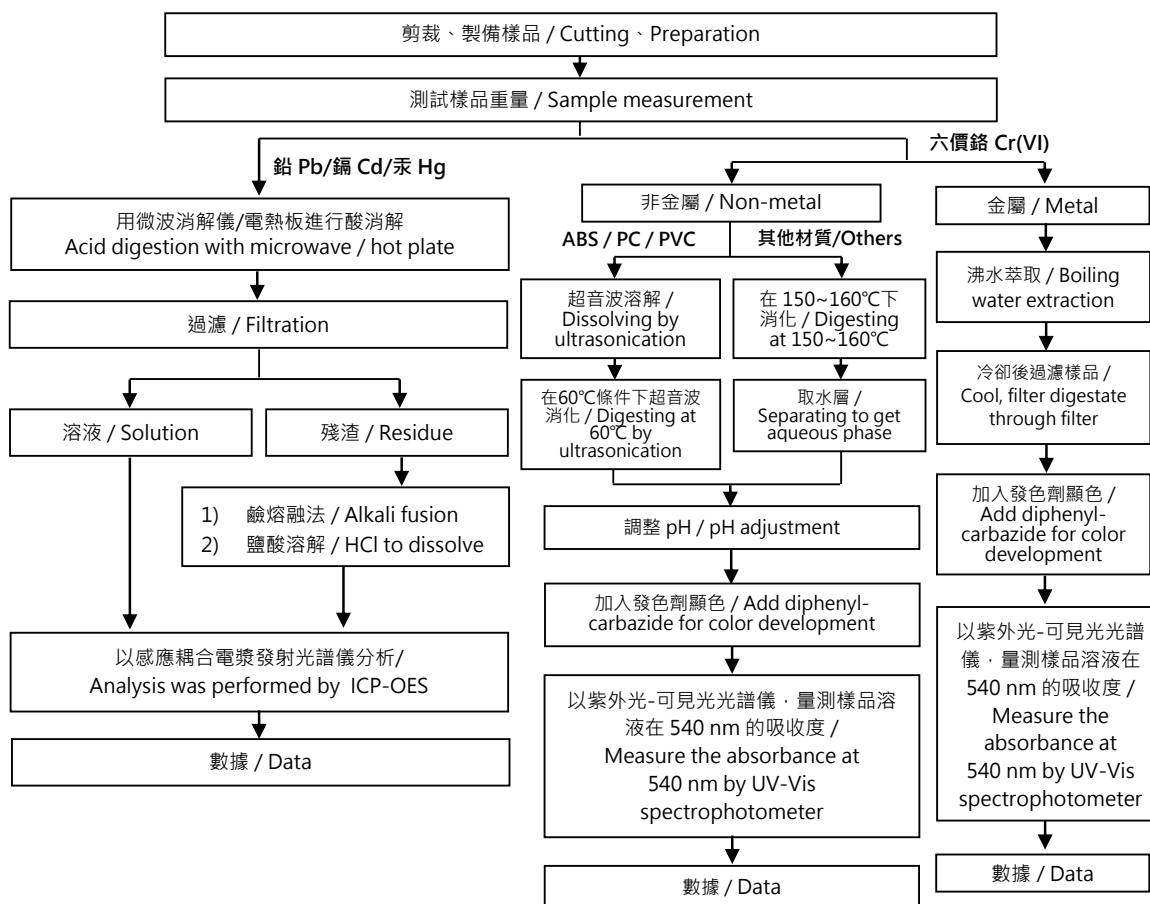 剪裁、製備樣品 / Cutting、Preparation
測試樣品重量 / Sample measurement
鉛 Pb/鎘 Cd/汞 Hg
六價鉻 Cr(VI)
用微波消解儀/電熱板進行酸消解
Acid digestion with microwave / hot plate
過濾 / Filtration
溶液 / Solution
殘渣 / Residue
1) 鹼熔融法 / Alkali fusion
2) 鹽酸溶解 / HCl to dissolve
以感應耦合電漿發射光譜儀分析/
Analysis was performed by ICP-OES
數據 / Data
非金屬 / Non-metal
ABS / PC / PVC
其他材質/Others
超音波溶解 /
Dissolving by
ultrasonication
在 150~160℃下
消化 / Digesting
at 150~160℃
在60℃條件下超音波
消化 / Digesting at
60℃ by
ultrasonication
取水層 /
Separating to get
aqueous phase
調整 pH / pH adjustment
加入發色劑顯色 / Add diphenyl-
carbazide for color development
以紫外光-可見光光譜儀，量測樣品溶
液在 540 nm 的吸收度 /
Measure the absorbance at
540 nm by UV-Vis
spectrophotometer
數據 / Data
金屬 / Metal
沸水萃取 / Boiling
water extraction
冷卻後過濾樣品 /
Cool, filter digestate
through filter
加入發色劑顯色 /
Add diphenyl-
carbazide for color
development
以紫外光-可見光光譜
儀，量測樣品溶液在
540 nm 的吸收度 /
Measure the
absorbance at
540 nm by UV-Vis
spectrophotometer
數據 / Data